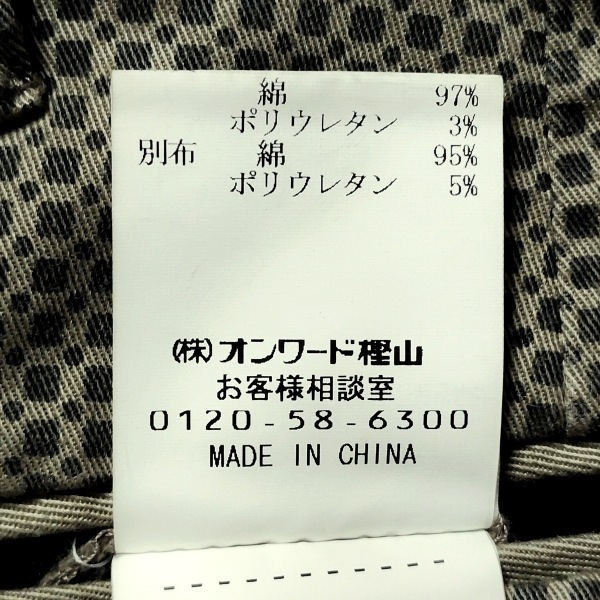 綿 97%
ポリウレタン 3%
別布 綿 95%
ポリウレタン 5%
(株)オンワード樫山
お客様相談室
0120-58-6300
MADE IN CHINA